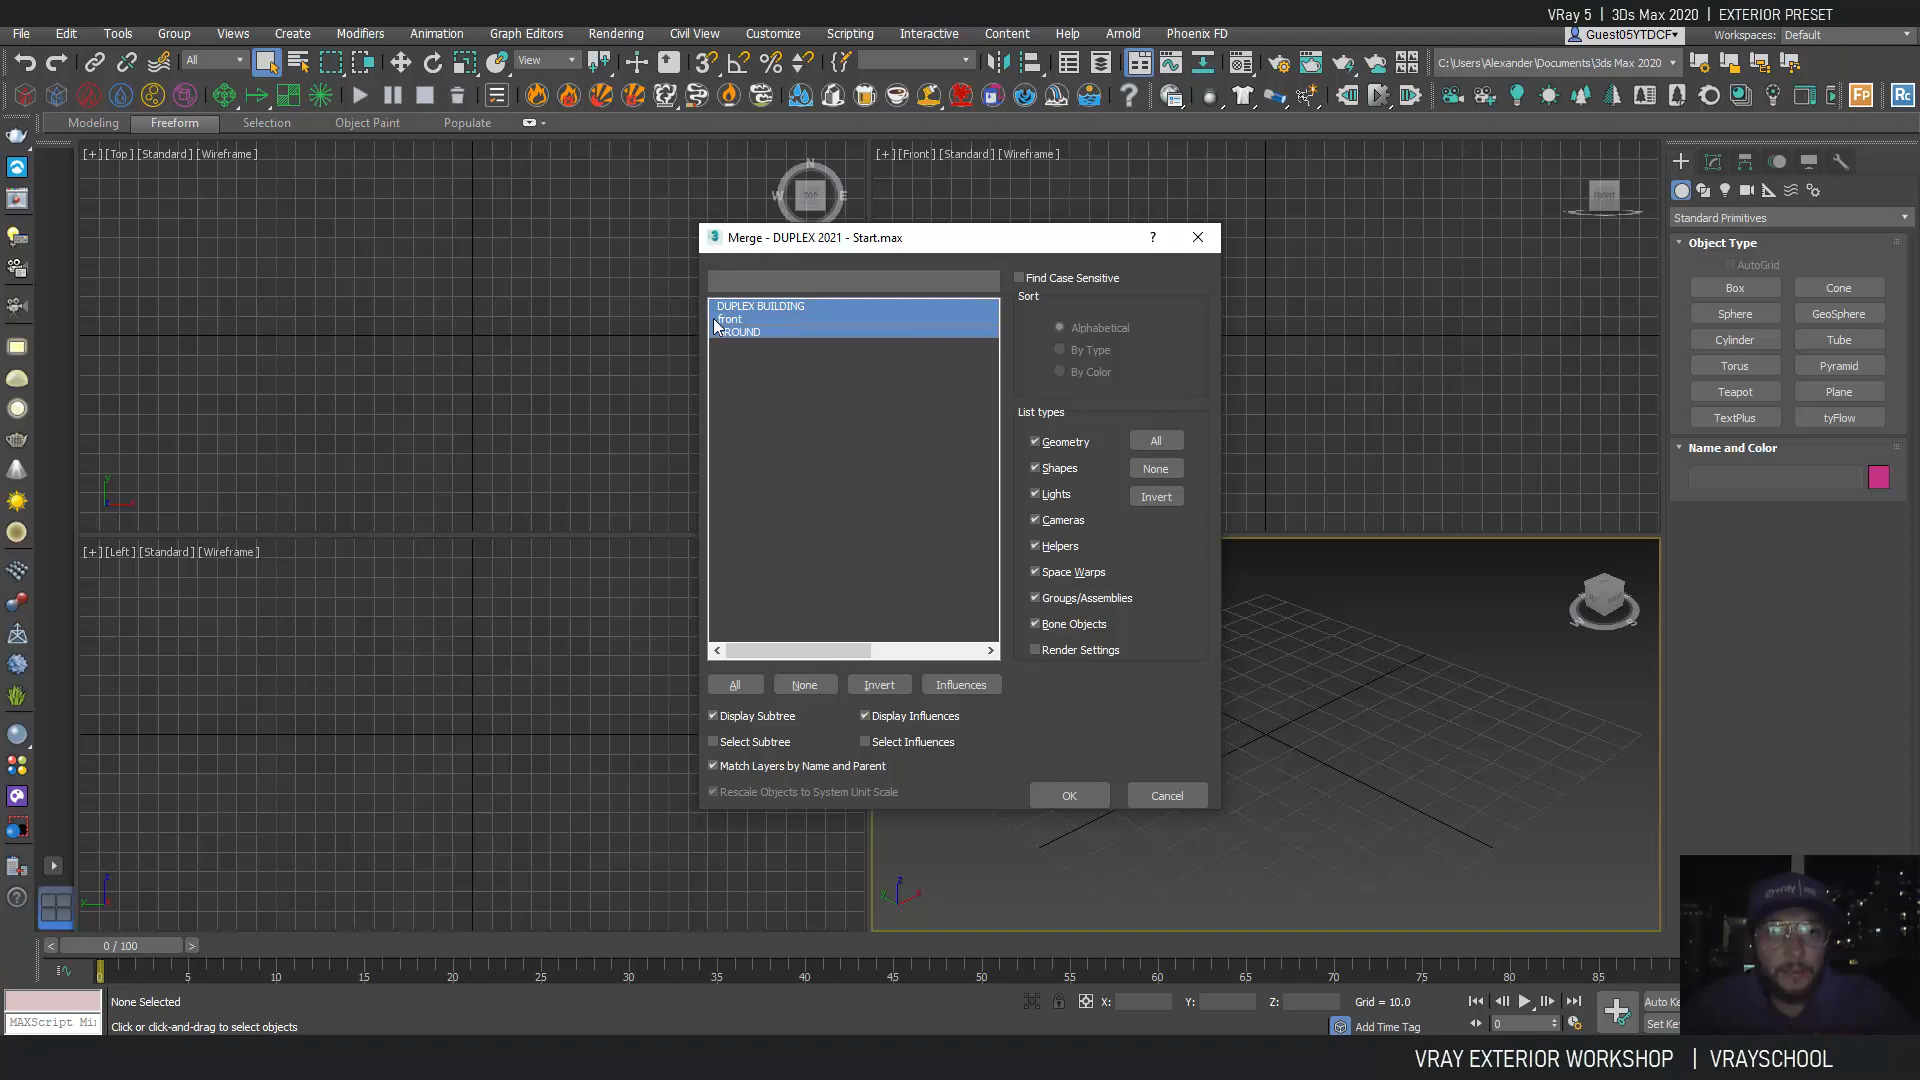 VRay 5 | 3Ds Max 2020 | EXTERIOR PRESET
File Edit Tools Group Views Create Modifiers Animation Graph Editors Rendering Civil View Customize Scripting Interactive Content Help Arnold Phoenix FD
Guest05YTDCF Workspaces: Default
All View C:\Users\Alexander\Documents\3ds Max 2020
Fp Rc
Modeling Freeform Selection Object Paint Populate
[+] [Top] [Standard] [Wireframe]
[+] [Front] [Standard] [Wireframe]
N
W TOP E
FRONT
Standard Primitives
Object Type
AutoGrid
Box Cone
Sphere GeoSphere
Cylinder Tube
Torus Pyramid
Teapot Plane
TextPlus tyFlow
Name and Color
3 Merge - DUPLEX 2021 - Start.max ?
Find Case Sensitive
Sort
Alphabetical
By Type
By Color
DUPLEX BUILDING
front
ROUND
List types
Geometry All
Shapes None
Lights Invert
Cameras
Helpers
Space Warps
Groups/Assemblies
Bone Objects
Render Settings
All None Invert Influences
Display Subtree Display Influences
Select Subtree Select Influences
Match Layers by Name and Parent
Rescale Objects to System Unit Scale
OK Cancel
y
x
[+] [Left] [Standard] [Wireframe]
z
y
z
x
< 0 / 100 >
0 5 10 15 20 25 30 35 40 45 50 55 60 65 70 75 80 85
None Selected X: Y: Z: Grid = 10.0 Auto Ke
MAXScript Mi Click or click-and-drag to select objects Add Time Tag 0 Set Ke
VRAY EXTERIOR WORKSHOP | VRAYSCHOOL